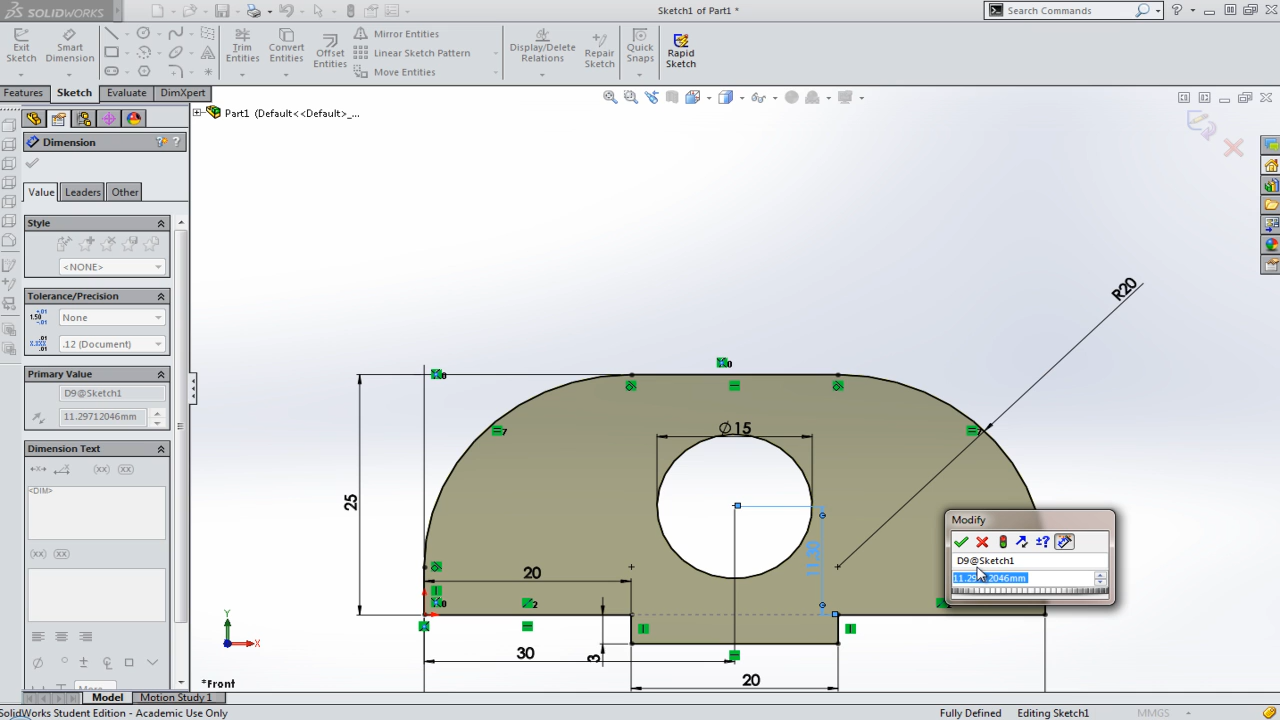 SOLIDWORKS
Sketch1 of Part1 *
Search Commands
Exit Sketch
Smart Dimension
Trim Entities
Convert Entities
Offset Entities
Mirror Entities
Linear Sketch Pattern
Move Entities
Display/Delete Relations
Repair Sketch
Quick Snaps
Rapid Sketch
Features
Sketch
Evaluate
DimXpert
Part1 (Default<<Default>_...
Dimension
Value
Leaders
Other
Style
<NONE>
Tolerance/Precision
None
.12 (Document)
Primary Value
D9@Sketch1
11.29712046mm
Dimension Text
<DIM>
More
R20
Ø15
25
11.30
20
30
3
20
Modify
D9@Sketch1
*Front
Model
Motion Study 1
SolidWorks Student Edition - Academic Use Only
Fully Defined
Editing Sketch1
MMGS